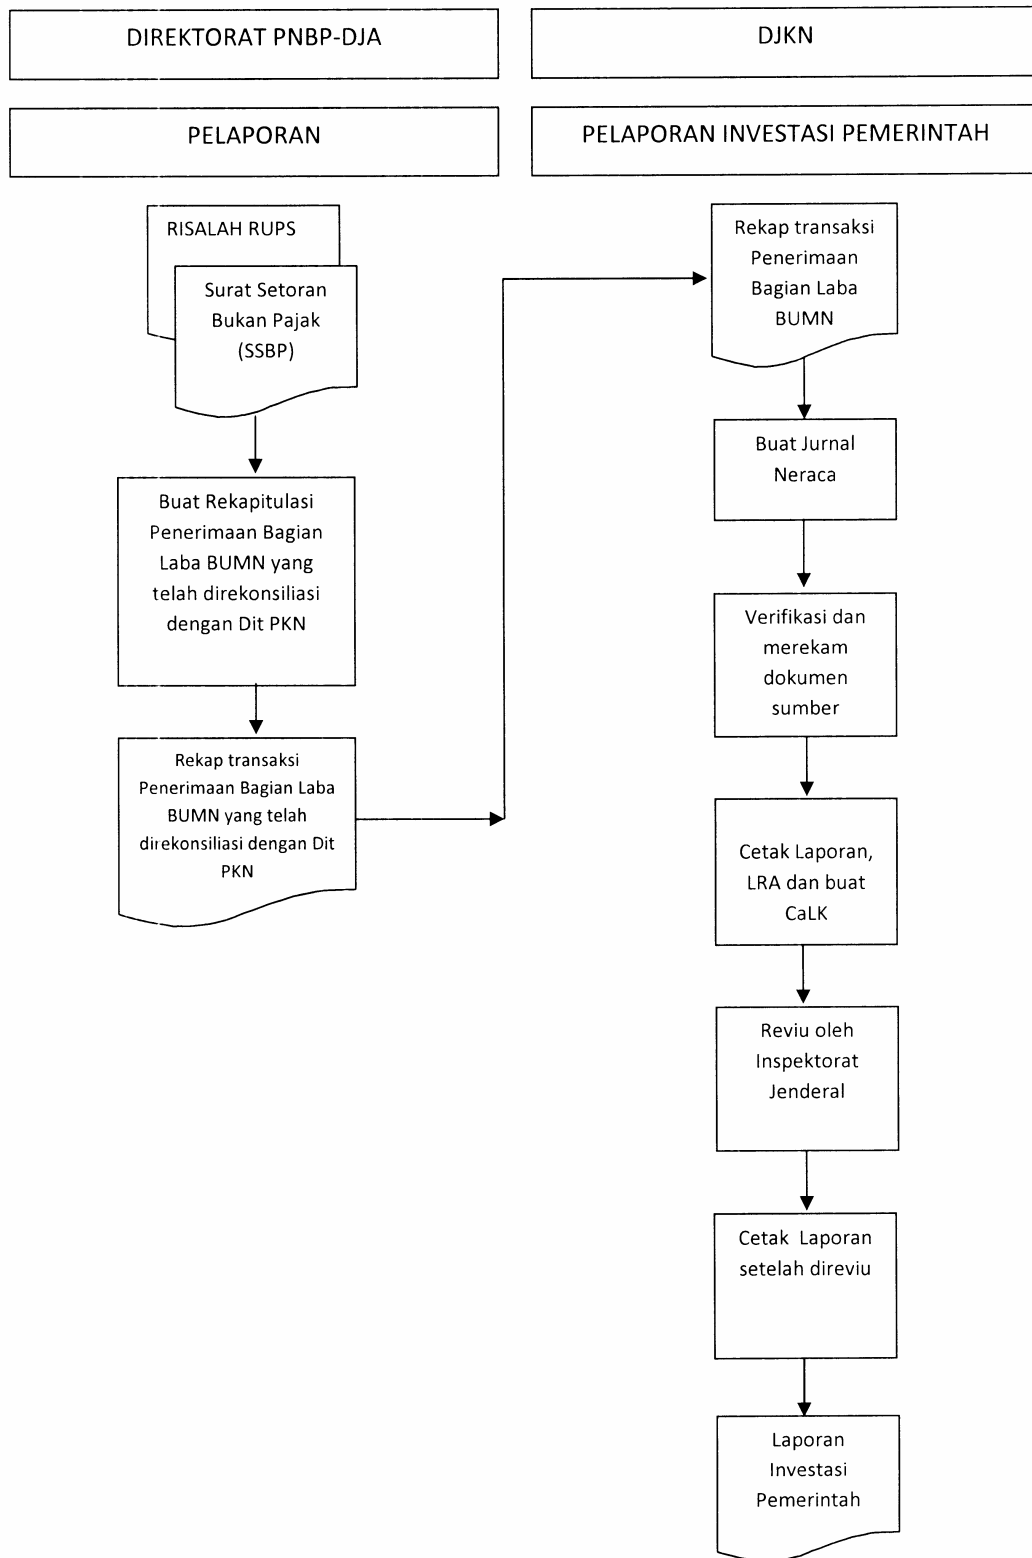 DIREKTORAT PNBP-DJA
DJKN
PELAPORAN
PELAPORAN INVESTASI PEMERINTAH
RISALAH RUPS
Surat Setoran
Bukan Pajak
(SSBP)
Buat Rekapitulasi
Penerimaan Bagian
Laba BUMN yang
telah direkonsiliasi
dengan Dit PKN
Rekap transaksi
Penerimaan Bagian Laba
BUMN yang telah
direkonsiliasi dengan Dit
PKN
Rekap transaksi
Penerimaan
Bagian Laba
BUMN
Buat Jurnal
Neraca
Verifikasi dan
merekam
dokumen
sumber
Cetak Laporan,
LRA dan buat
CaLK
Reviu oleh
Inspektorat
Jenderal
Cetak Laporan
setelah direviu
Laporan
Investasi
Pemerintah